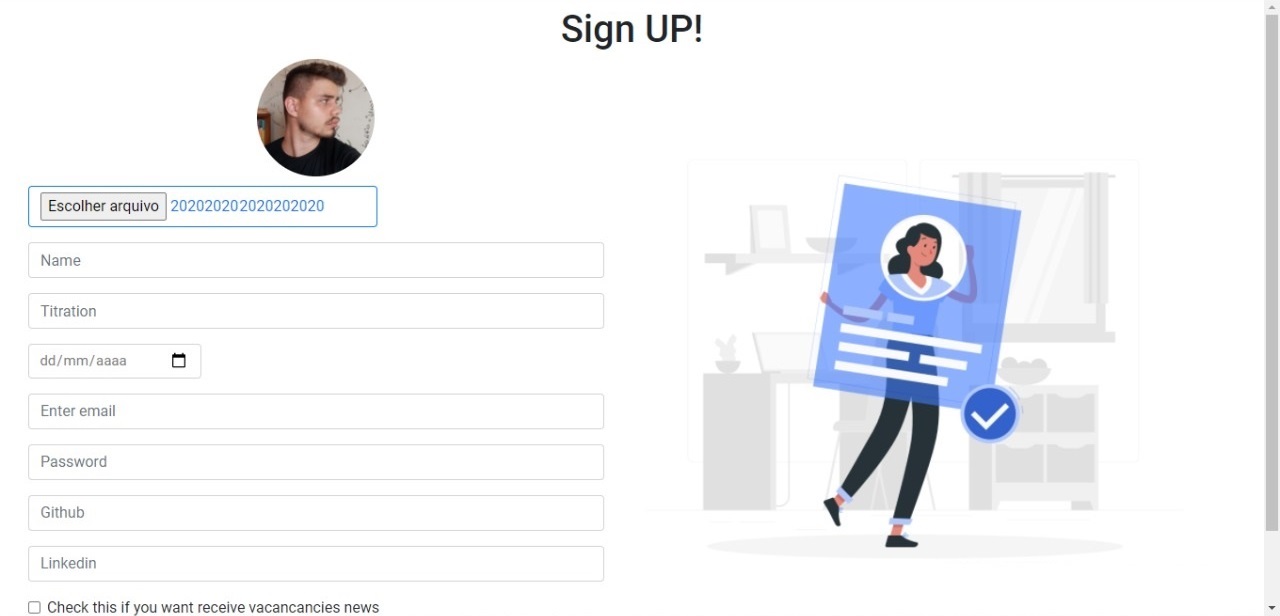 Sign UP!
Escolher arquivo 202020202020202020
Name
Titration
dd/mm/aaaa
Enter email
Password
Github
Linkedin
Check this if you want receive vacancancies news